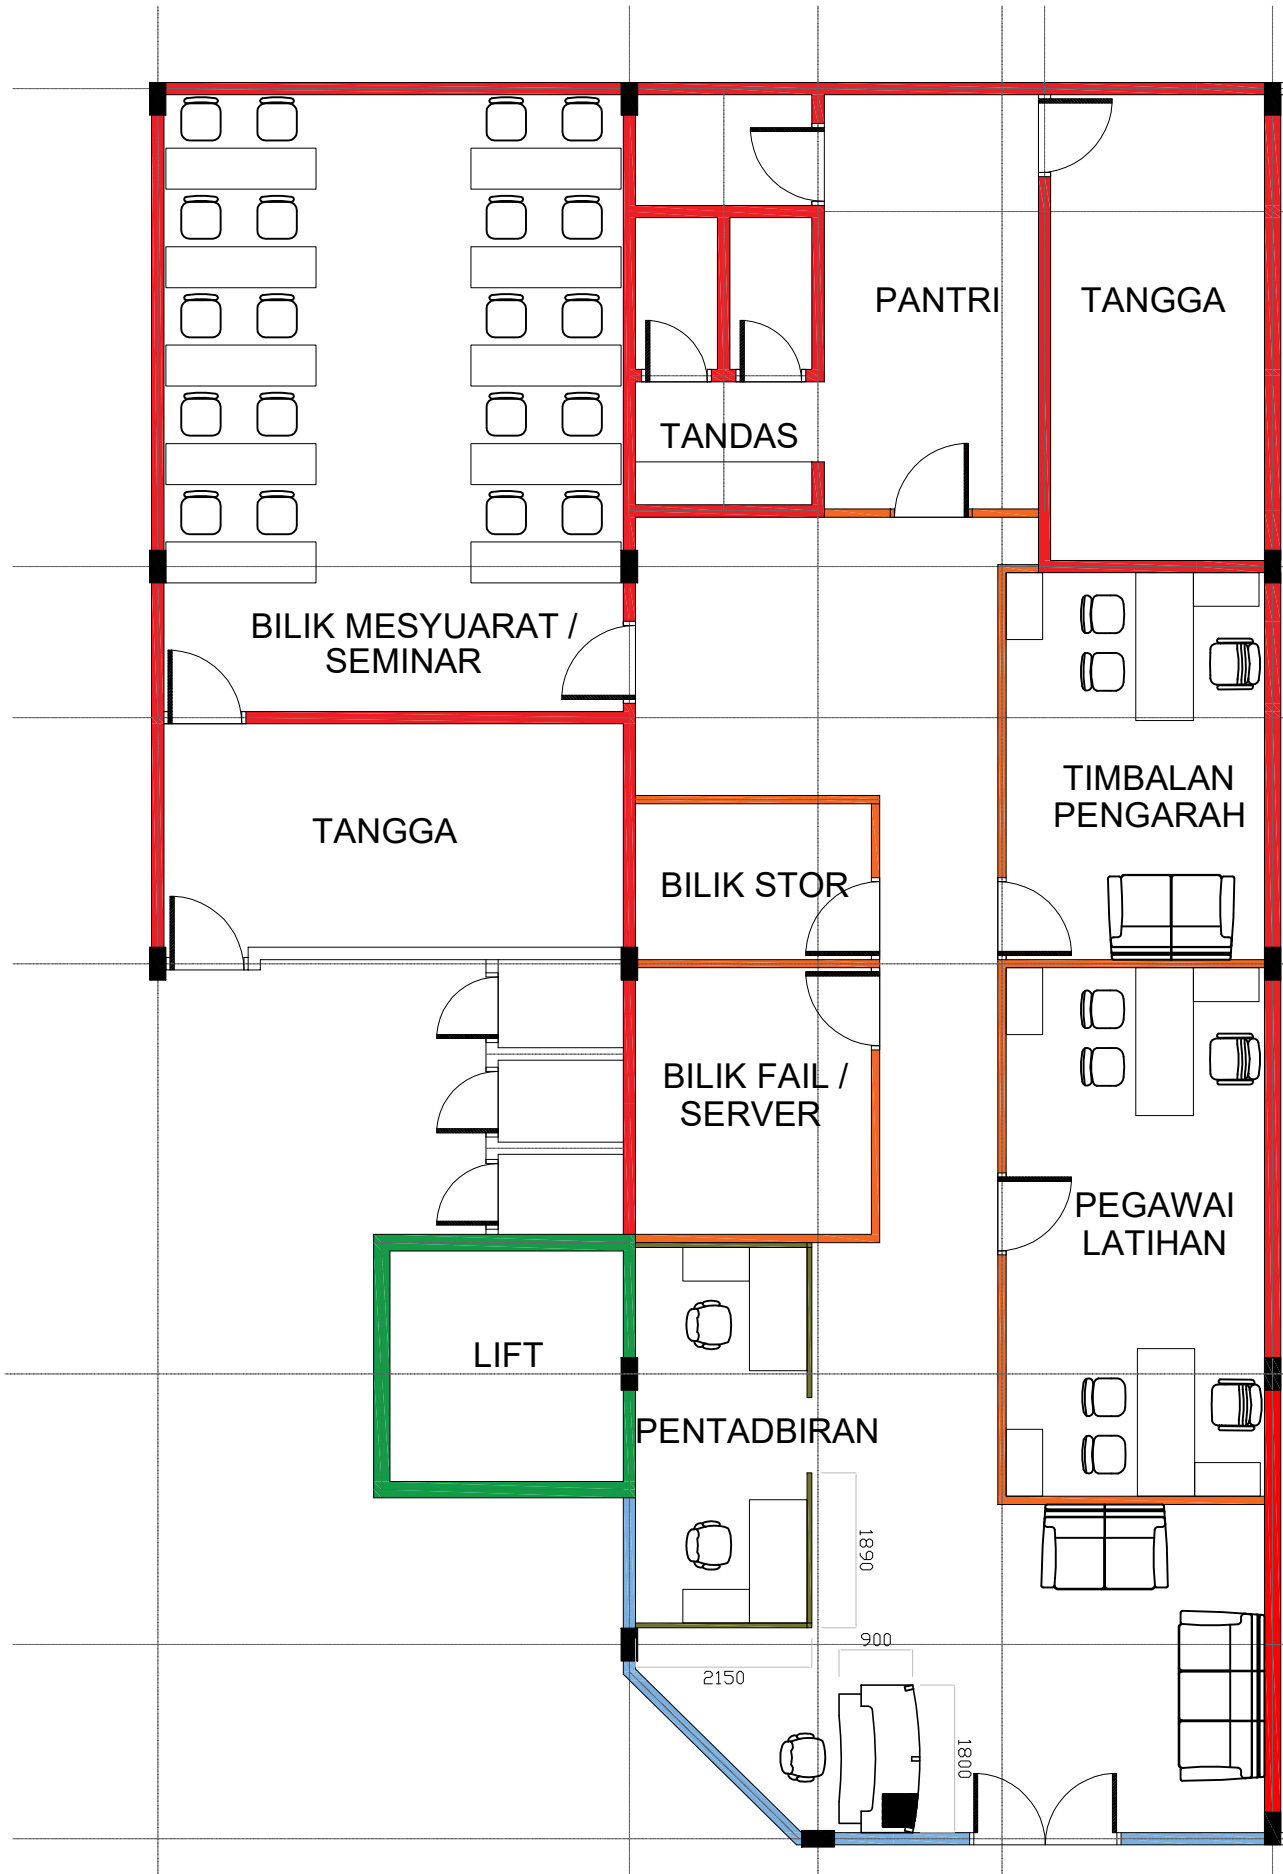 PANTRI
TANGGA
TANDAS
BILIK MESYUARAT /
SEMINAR
TIMBALAN
PENGARAH
TANGGA
BILIK STOR
BILIK FAIL /
SERVER
PEGAWAI
LATIHAN
LIFT
PENTADBIRAN
1890
900
2150
1800